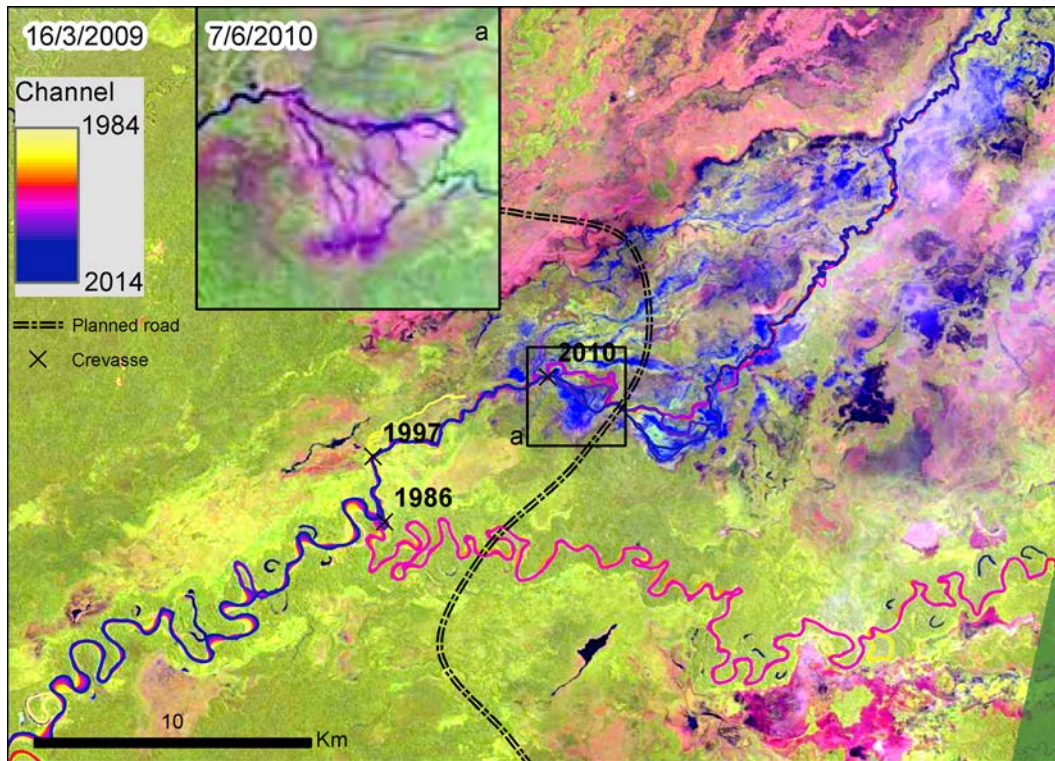 16/3/2009
7/6/2010
a
Channel
1984
2014
Planned road
Crevasse
2010
a
1997
1986
10
Km